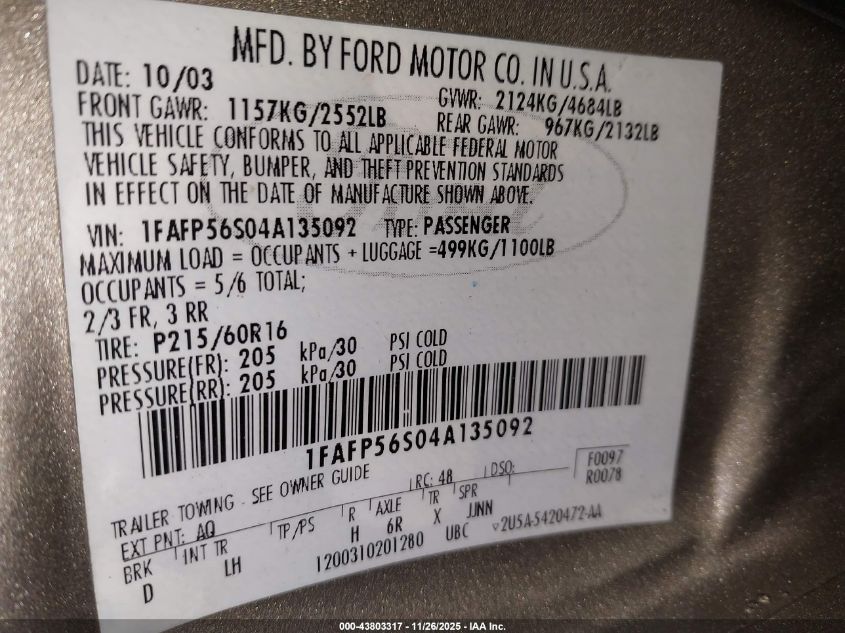 MFD. BY FORD MOTOR CO. IN U.S.A.
DATE: 10/03
GVWR: 2124KG/4684LB
FRONT GAWR: 1157KG/2552LB
REAR GAWR: 967KG/2132LB
THIS VEHICLE CONFORMS TO ALL APPLICABLE FEDERAL MOTOR
VEHICLE SAFETY, BUMPER, AND THEFT PREVENTION STANDARDS
IN EFFECT ON THE DATE OF MANUFACTURE SHOWN ABOVE.
VIN: 1FAFP56S04A135092 TYPE: PASSENGER
MAXIMUM LOAD = OCCUPANTS + LUGGAGE =499KG/1100LB
OCCUPANTS = 5/6 TOTAL;
2/3 FR, 3 RR
TIRE: P215/60R16
PRESSURE(FR): 205 kPa/30 PSI COLD
PRESSURE(RR): 205 kPa/30 PSI COLD
1FAFP56S04A135092
TRAILER TOWING - SEE OWNER GUIDE
F0097
R0078
EXT PNT: AQ RC: 48 DSO:
BRK INT TR TP/PS R AXLE TR SPR
D LH H 6R X JJNN
1200310201280 UBC 2U5A-5420472-AA
000-43803317 - 11/26/2025 - IAA Inc.